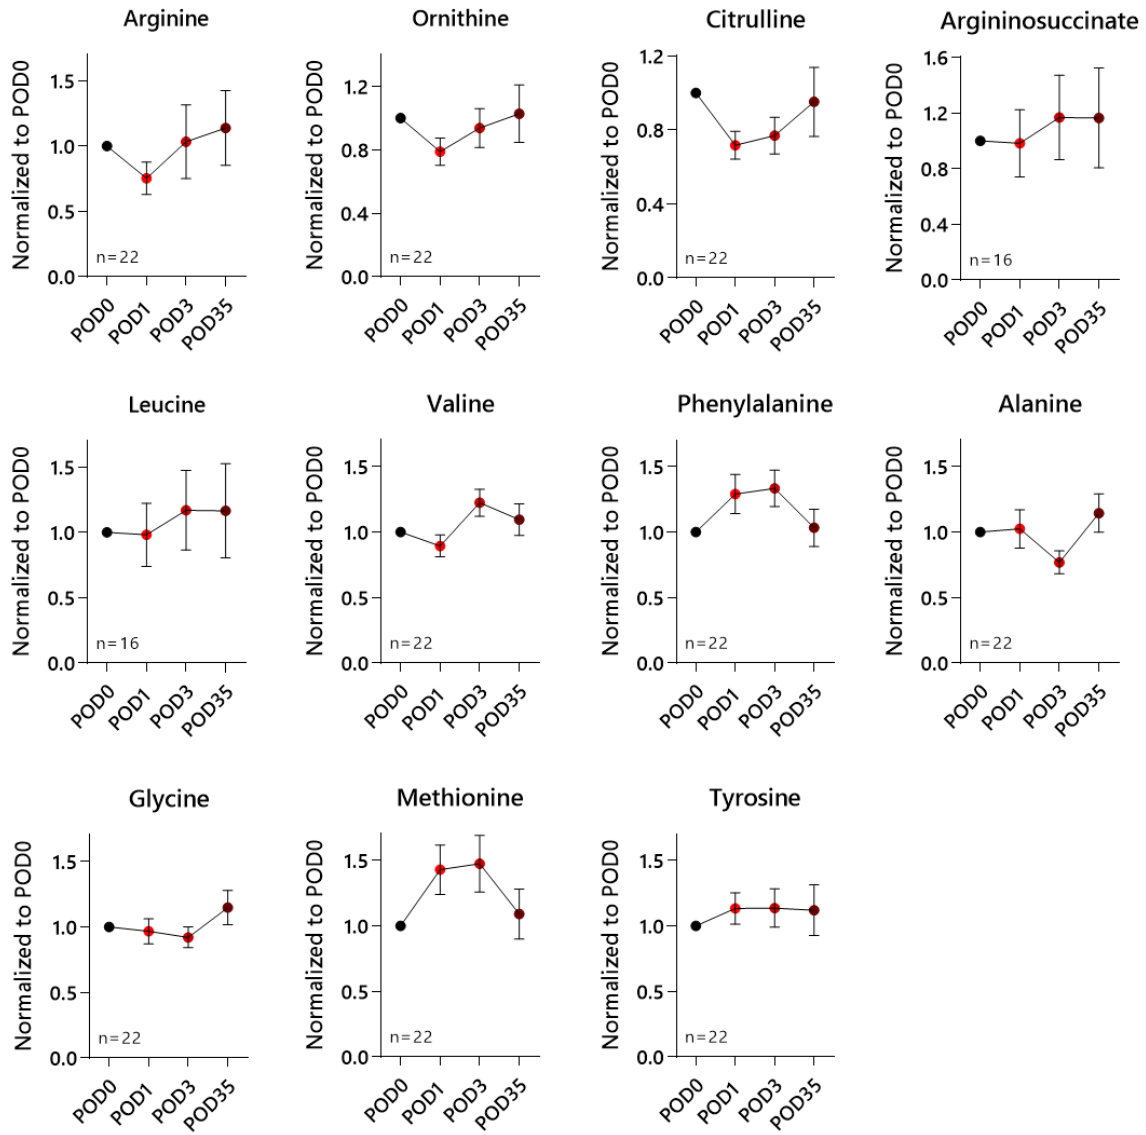 Arginine
Normalized to POD0
1.5
1.0
0.5
0.0
n=22
POD0
POD1
POD3
POD35
Ornithine
Normalized to POD0
1.2
0.8
0.4
0.0
n=22
POD0
POD1
POD3
POD35
Citrulline
Normalized to POD0
1.2
0.8
0.4
0.0
n=22
POD0
POD1
POD3
POD35
Argininosuccinate
Normalized to POD0
1.6
1.2
0.8
0.4
0.0
n=16
POD0
POD1
POD3
POD35
Leucine
Normalized to POD0
1.5
1.0
0.5
0.0
n=16
POD0
POD1
POD3
POD35
Valine
Normalized to POD0
1.5
1.0
0.5
0.0
n=22
POD0
POD1
POD3
POD35
Phenylalanine
Normalized to POD0
1.5
1.0
0.5
0.0
n=22
POD0
POD1
POD3
POD35
Alanine
Normalized to POD0
1.5
1.0
0.5
0.0
n=22
POD0
POD1
POD3
POD35
Glycine
Normalized to POD0
1.5
1.0
0.5
0.0
n=22
POD0
POD1
POD3
POD35
Methionine
Normalized to POD0
1.5
1.0
0.5
0.0
n=22
POD0
POD1
POD3
POD35
Tyrosine
Normalized to POD0
1.5
1.0
0.5
0.0
n=22
POD0
POD1
POD3
POD35